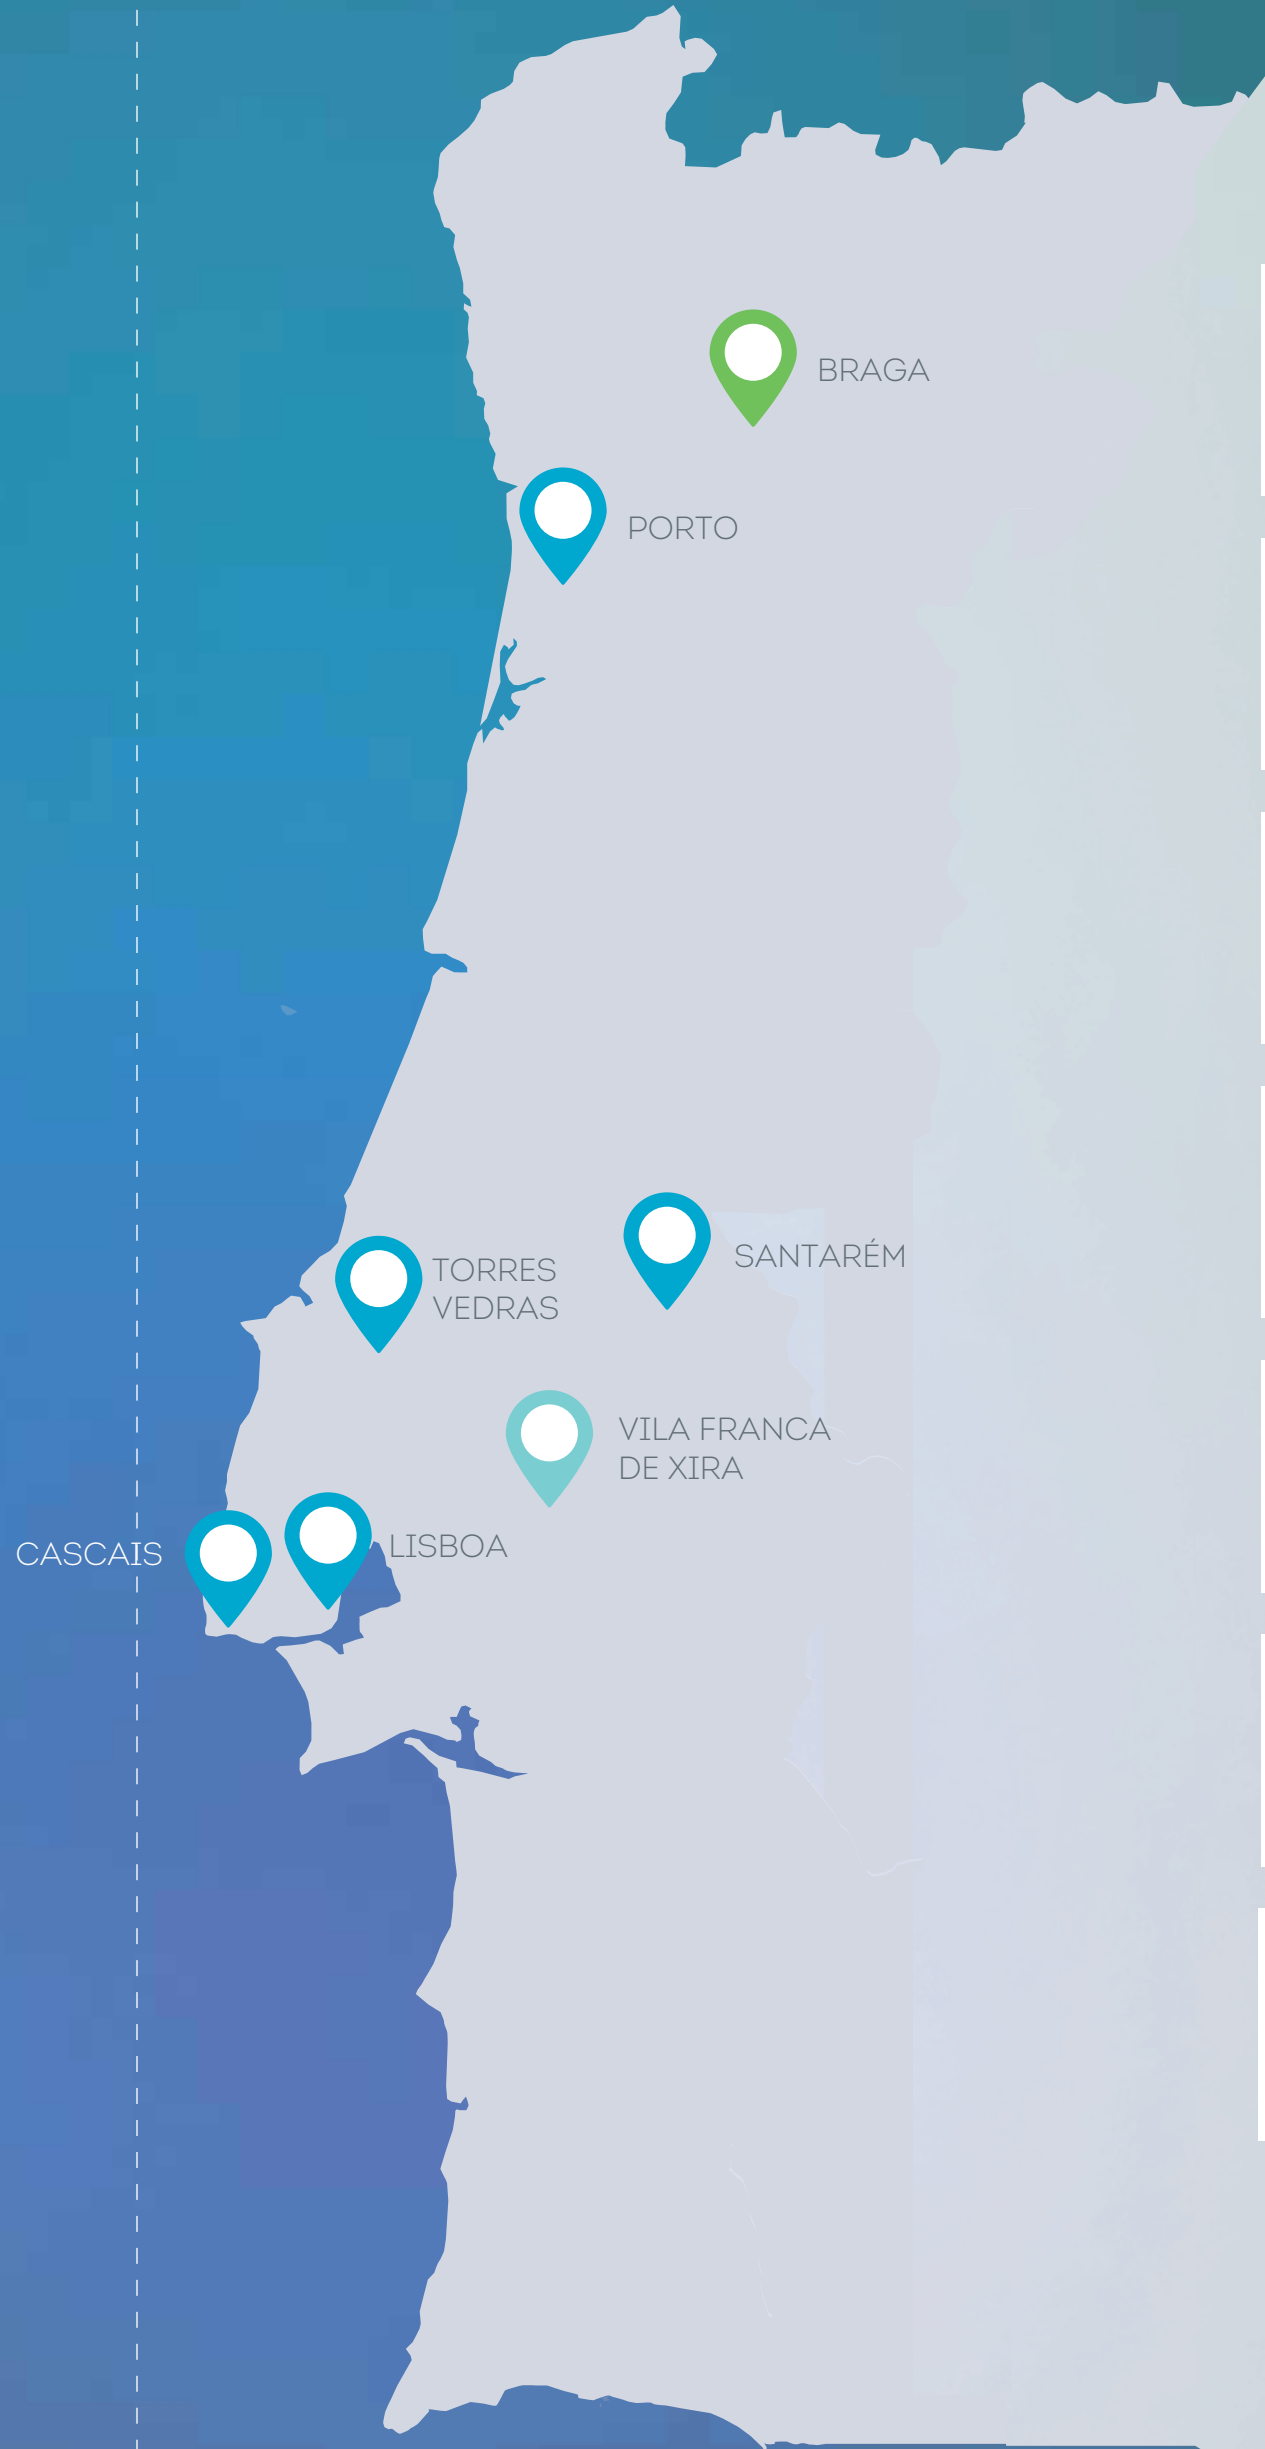 BRAGA
PORTO
SANTARÉM
TORRES
VEDRAS
VILA FRANCA
DE XIRA
LISBOA
CASCAIS